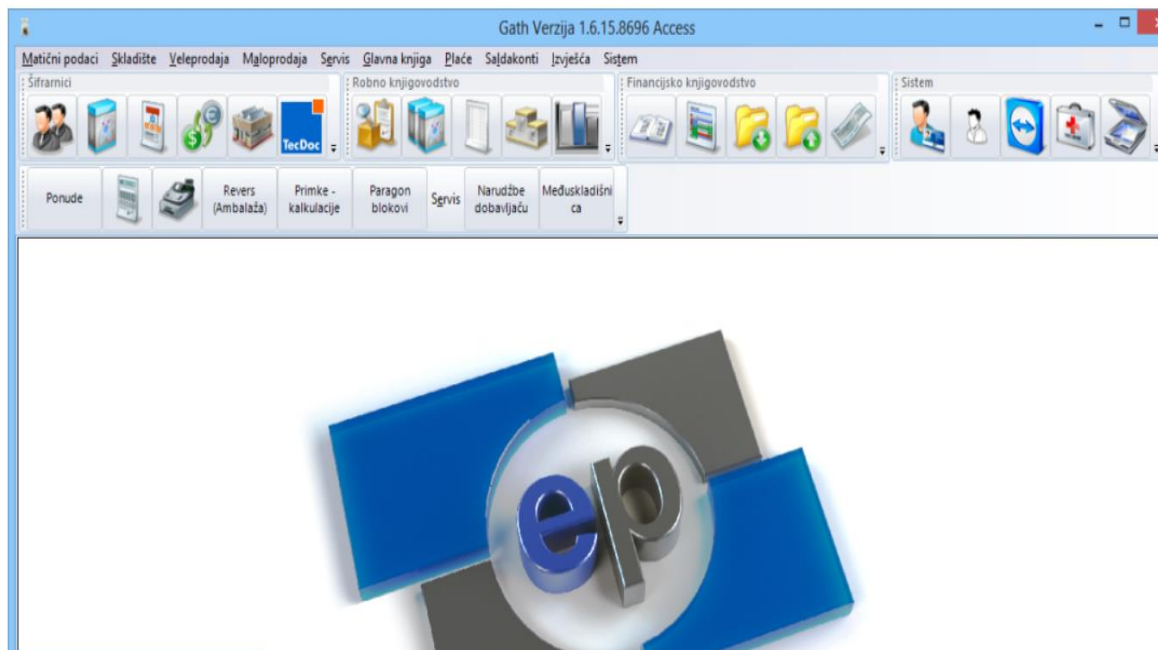 Gath Verzija 1.6.15.8696 Access
Matični podaci Skladište Veleprodaja Maloprodaja Servis Glavna knjiga Plaće Saldakonti Izvješća Sistem
Šifrarnici Robno knjigovodstvo Financijsko knjigovodstvo Sistem
TecDoc
Ponude Revers (Ambalaža) Primke - kalkulacije Paragon blokovi Servis Narudžbe dobavljaču Međuskladišni ca
ep